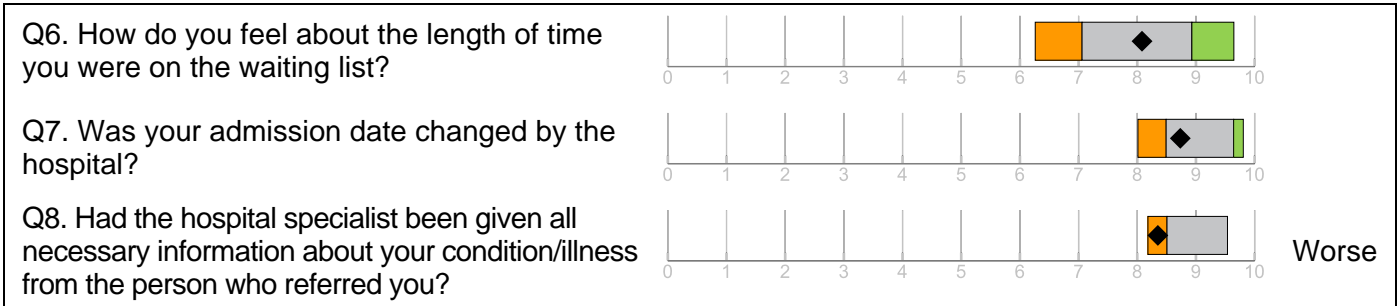 Q6. How do you feel about the length of time
you were on the waiting list?
0 1 2 3 4 5 6 7 8 9 10
Q7. Was your admission date changed by the
hospital?
0 1 2 3 4 5 6 7 8 9 10
Q8. Had the hospital specialist been given all
necessary information about your condition/illness
from the person who referred you?
0 1 2 3 4 5 6 7 8 9 10
Worse